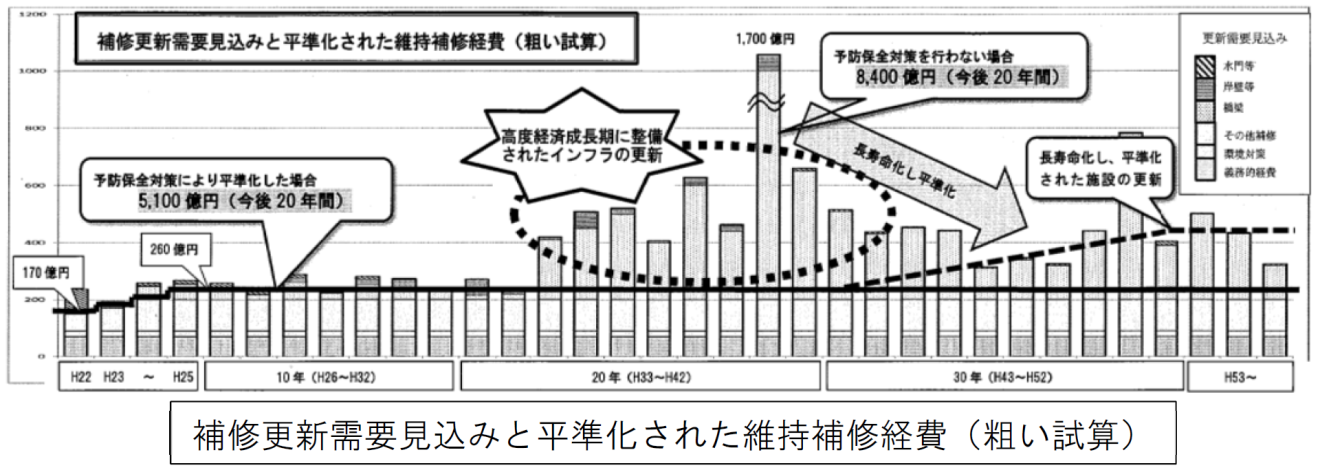 補修更新需要見込みと平準化された維持補修経費（粗い試算）
1200
1000
800
600
400
200
0
1,700 億円
予防保全対策を行わない場合
8,400 億円（今後 20 年間）
更新需要見込み
水門等
岸壁等
橋梁
その他補修
環境対策
義務的経費
高度経済成長期に整備
されたインフラの更新
長寿命化し平準化
長寿命化し、平準化
された施設の更新
予防保全対策により平準化した場合
5,100 億円（今後 20 年間）
260 億円
170 億円
H22 H23 ～ H25
10 年（H26～H32）
20 年（H33～H42）
30 年（H43～H52）
H53～
補修更新需要見込みと平準化された維持補修経費（粗い試算）